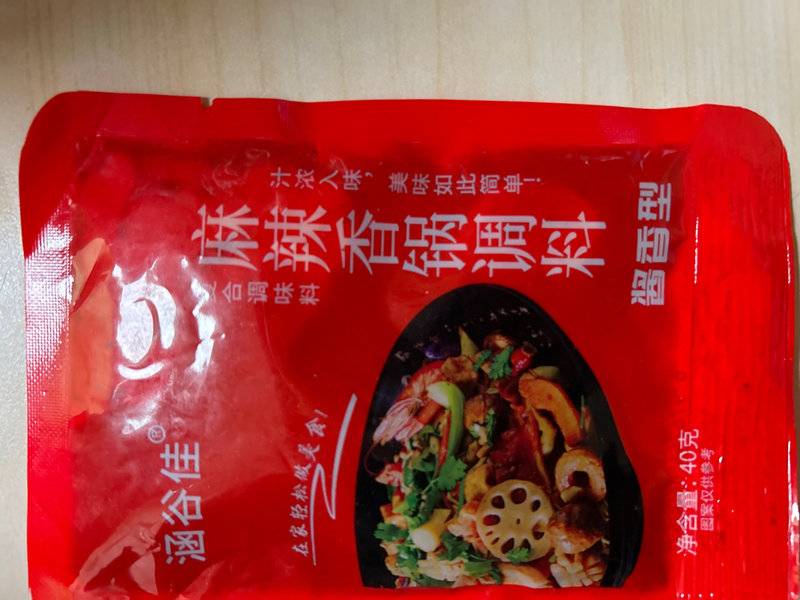 涵谷佳®
汁浓入味，美味如此简单！
麻辣香锅调料
复合调味料
酱香型
在家轻松做美食！
净含量：40克
图案仅供参考